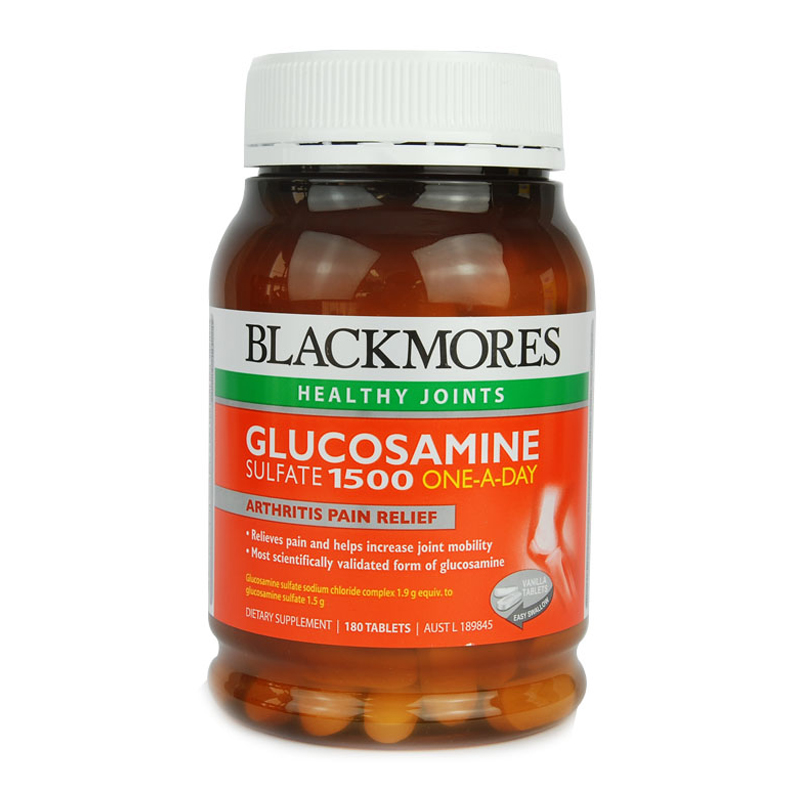 BLACKMORES
HEALTHY JOINTS
GLUCOSAMINE
SULFATE 1500 ONE-A-DAY
ARTHRITIS PAIN RELIEF
• Relieves pain and helps increase joint mobility
• Most scientifically validated form of glucosamine
Glucosamine sulfate sodium chloride complex 1.9 g equiv. to
glucosamine sulfate 1.5 g
VANILLA
TABLETS
EASY SWALLOW
DIETARY SUPPLEMENT | 180 TABLETS | AUST L 189845